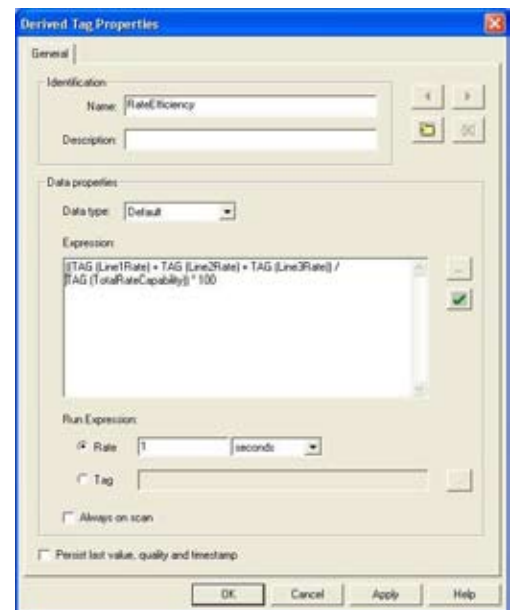 Derived Tag Properties
General
Identification
Name: RateEfficiency
Description:
Data properties
Data type: Default
Expression:
((TAG (Line1Rate) + TAG (Line2Rate) + TAG (Line3Rate)) /
TAG (TotalRateCapability)) * 100
Run Expression:
Rate 1 seconds
Tag
Always on scan
Persist last value, quality and timestamp
OK Cancel Apply Help